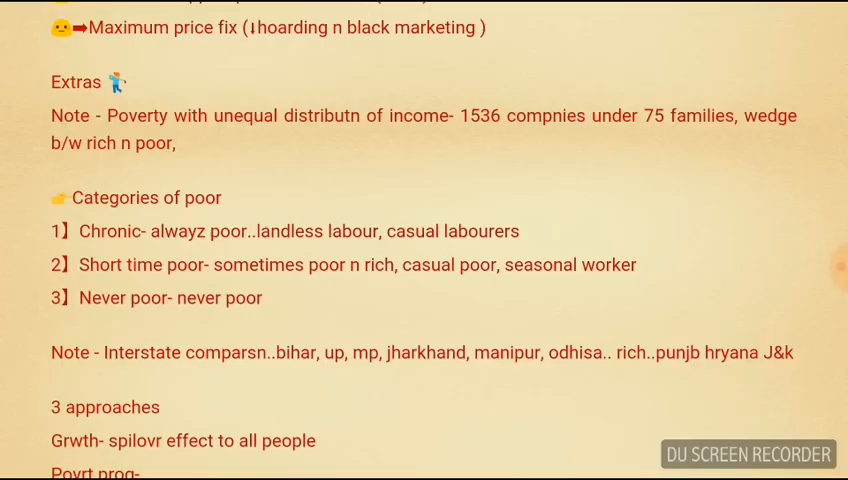 😐➡Maximum price fix (⬇hoarding n black marketing )
Extras 🏌
Note - Poverty with unequal distributn of income- 1536 compnies under 75 families, wedge
b/w rich n poor,
👉Categories of poor
1】Chronic- alwayz poor..landless labour, casual labourers
2】Short time poor- sometimes poor n rich, casual poor, seasonal worker
3】Never poor- never poor
Note - Interstate comparsn..bihar, up, mp, jharkhand, manipur, odhisa.. rich..punjb hryana J&k
3 approaches
Grwth- spilovr effect to all people
Povrt prog-
DU SCREEN RECORDER